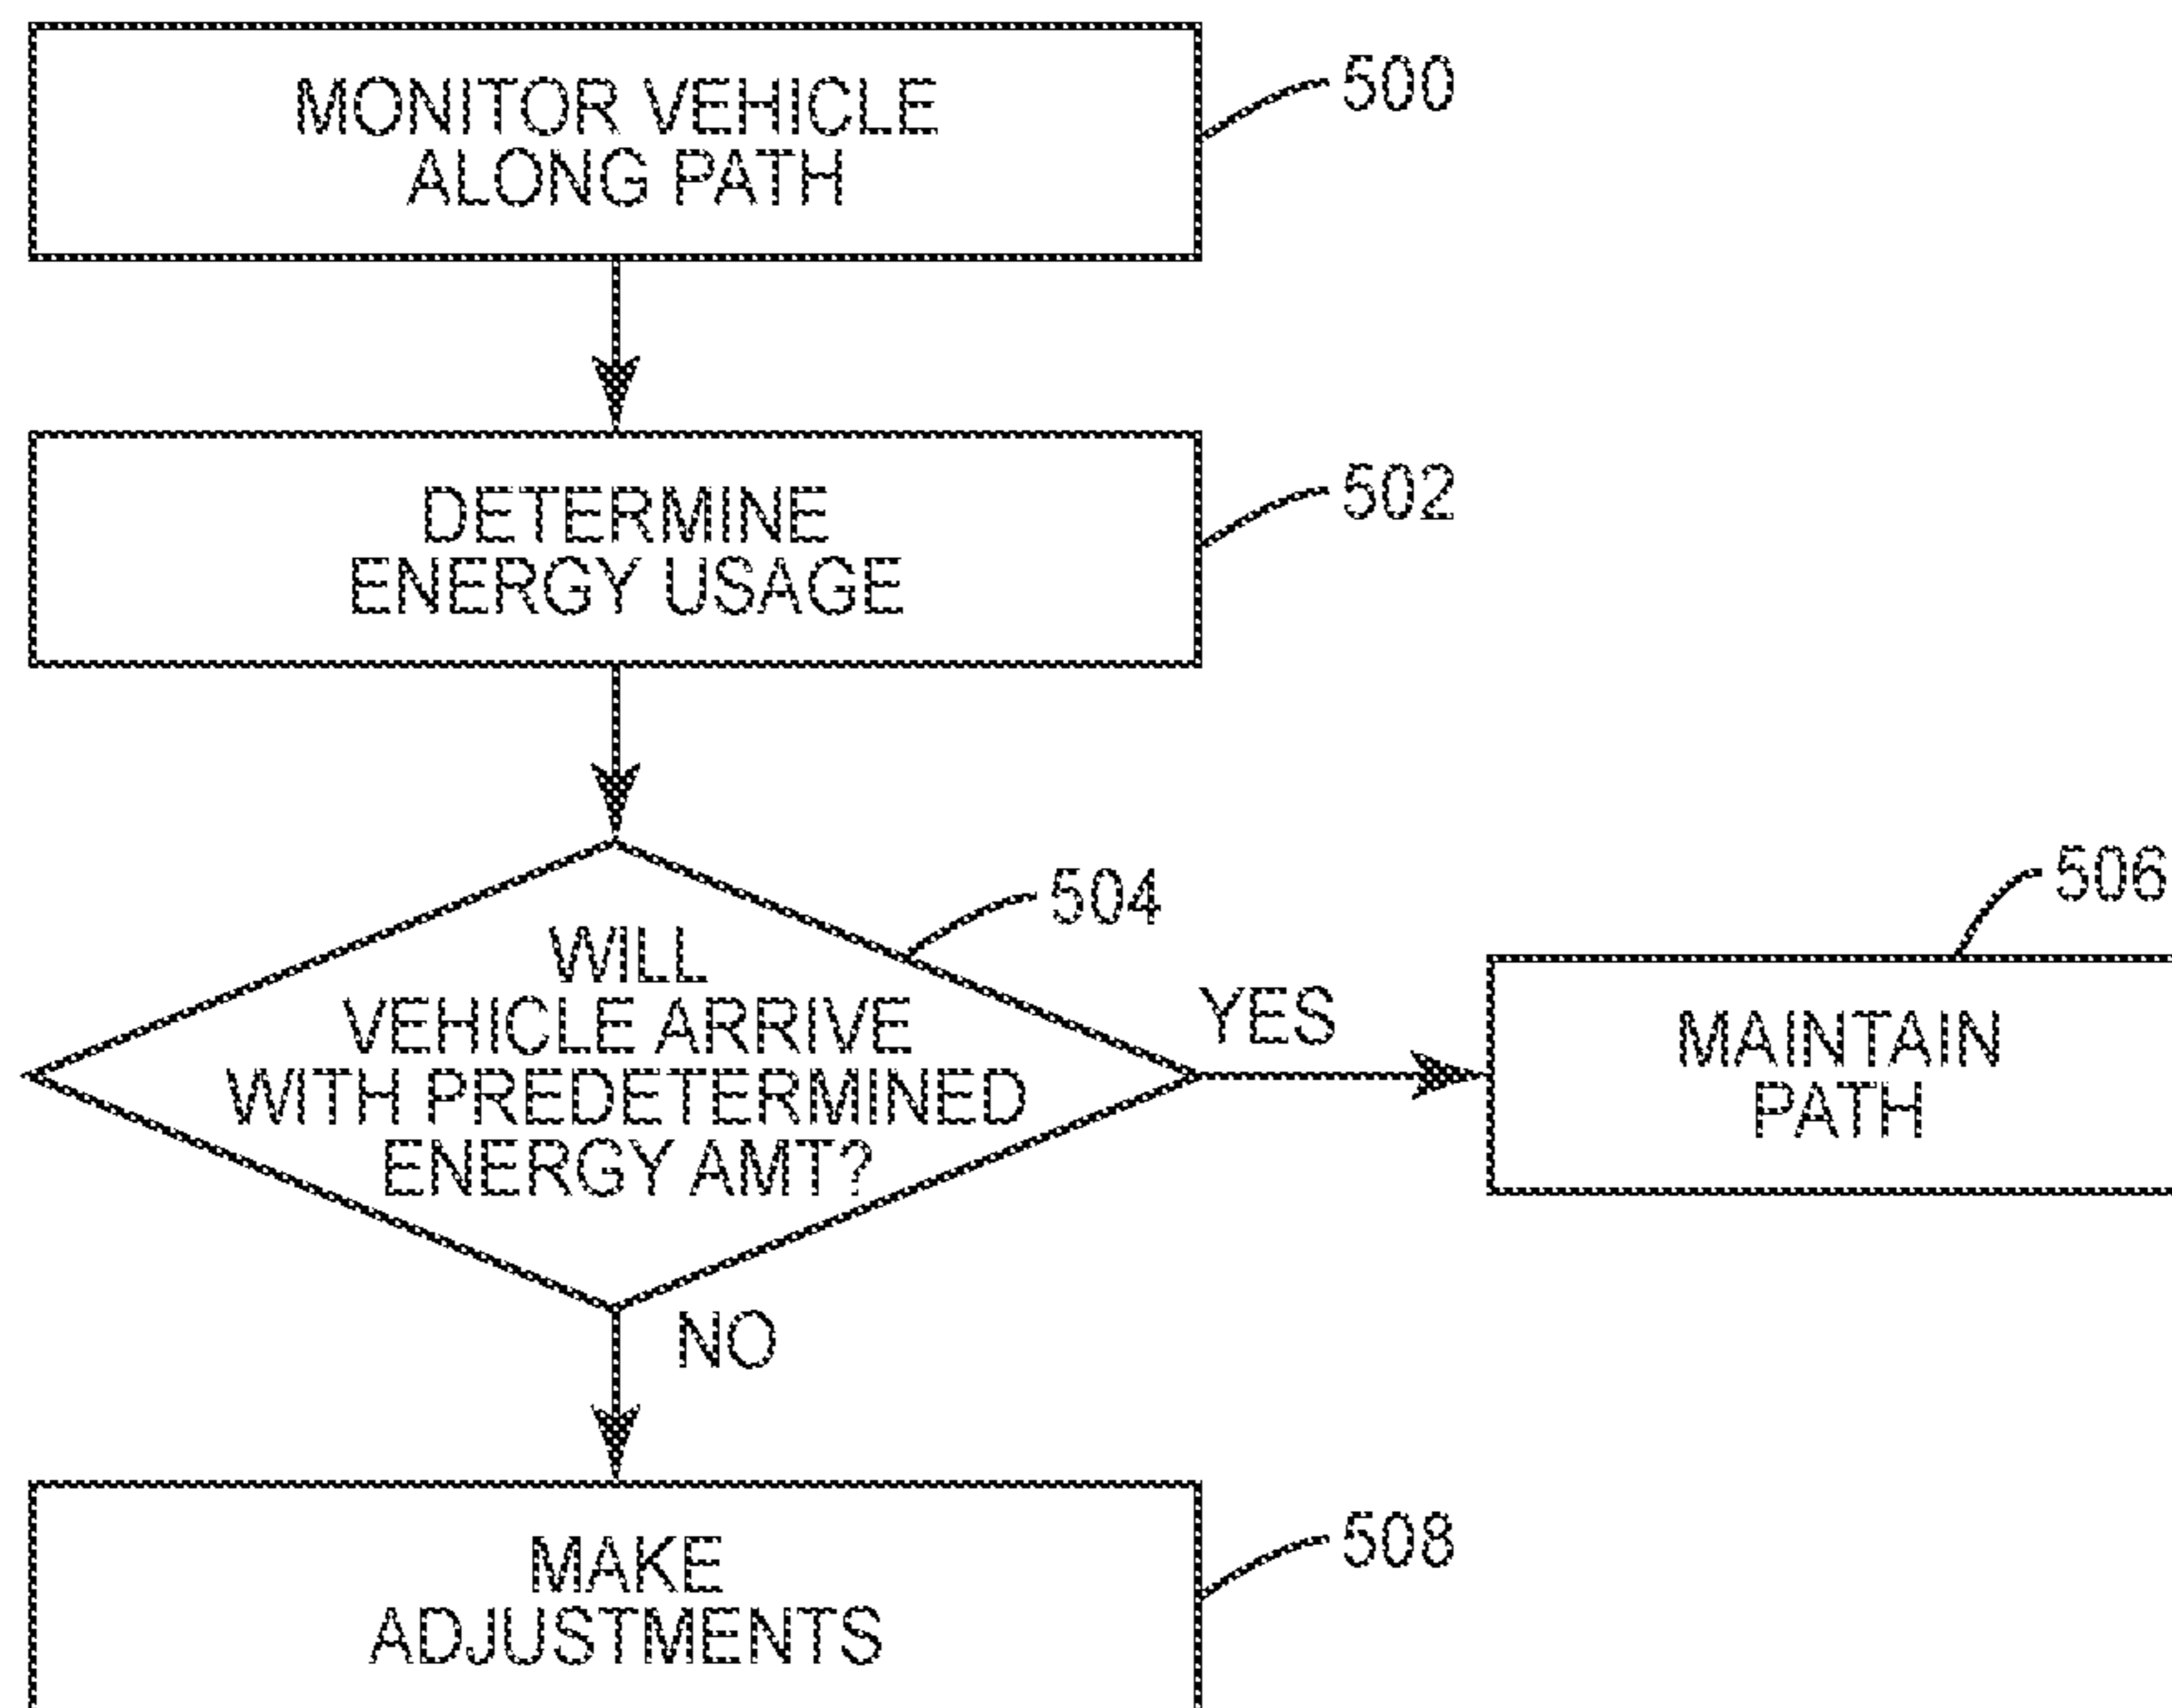 MONITOR VEHICLE
ALONG PATH
500
DETERMINE
ENERGY USAGE
502
WILL
VEHICLE ARRIVE
WITH PREDETERMINED
ENERGY AMT?
504
YES
MAINTAIN
PATH
506
NO
MAKE
ADJUSTMENTS
508